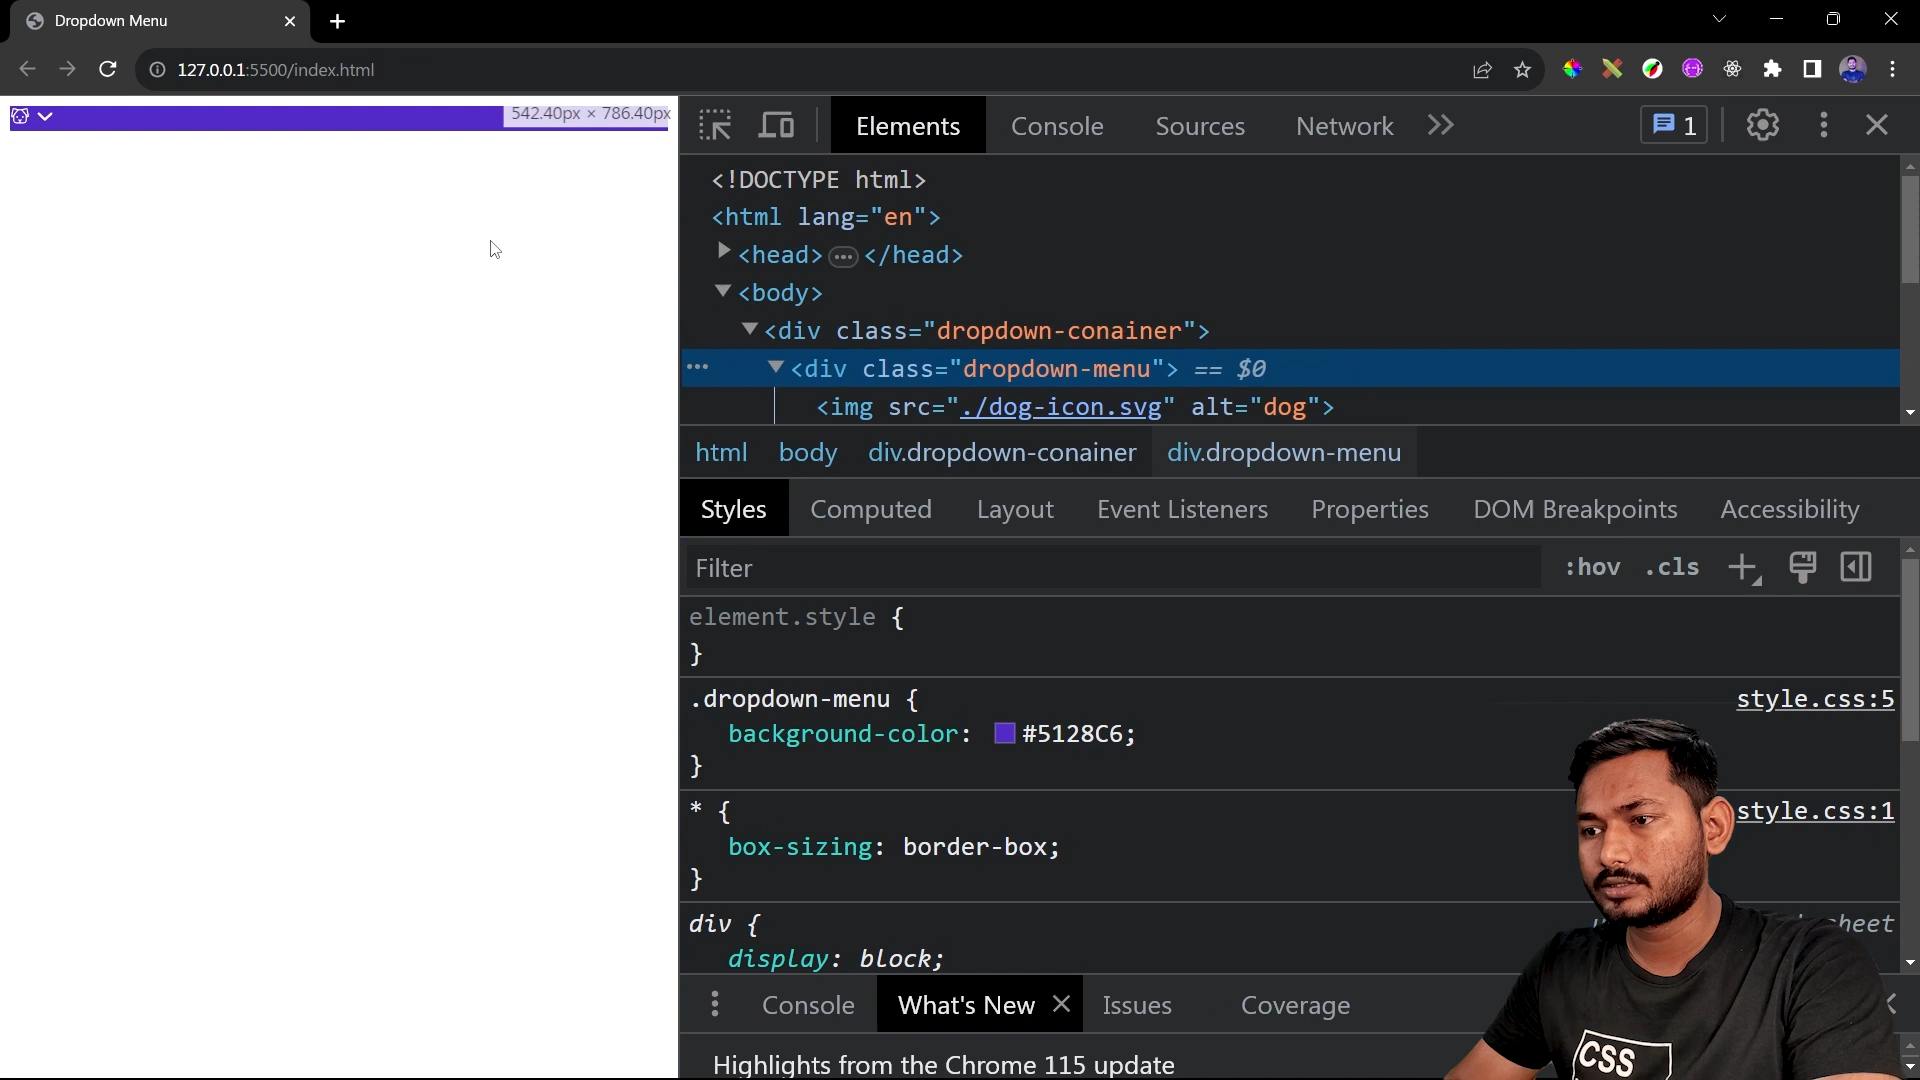 Dropdown Menu
127.0.0.1:5500/index.html
542.40px × 786.40px
Elements
Console
Sources
Network
1
<!DOCTYPE html>
<html lang="en">
<head> ••• </head>
<body>
<div class="dropdown-conainer">
••• <div class="dropdown-menu"> == $0
<img src="./dog-icon.svg" alt="dog">
html body div.dropdown-conainer div.dropdown-menu
Styles Computed Layout Event Listeners Properties DOM Breakpoints Accessibility
Filter
:hov .cls
element.style {
}
.dropdown-menu {
style.css:5
background-color: #5128C6;
}
* {
style.css:1
box-sizing: border-box;
}
div {
display: block;
Console What's New Issues Coverage
Highlights from the Chrome 115 update
CSS